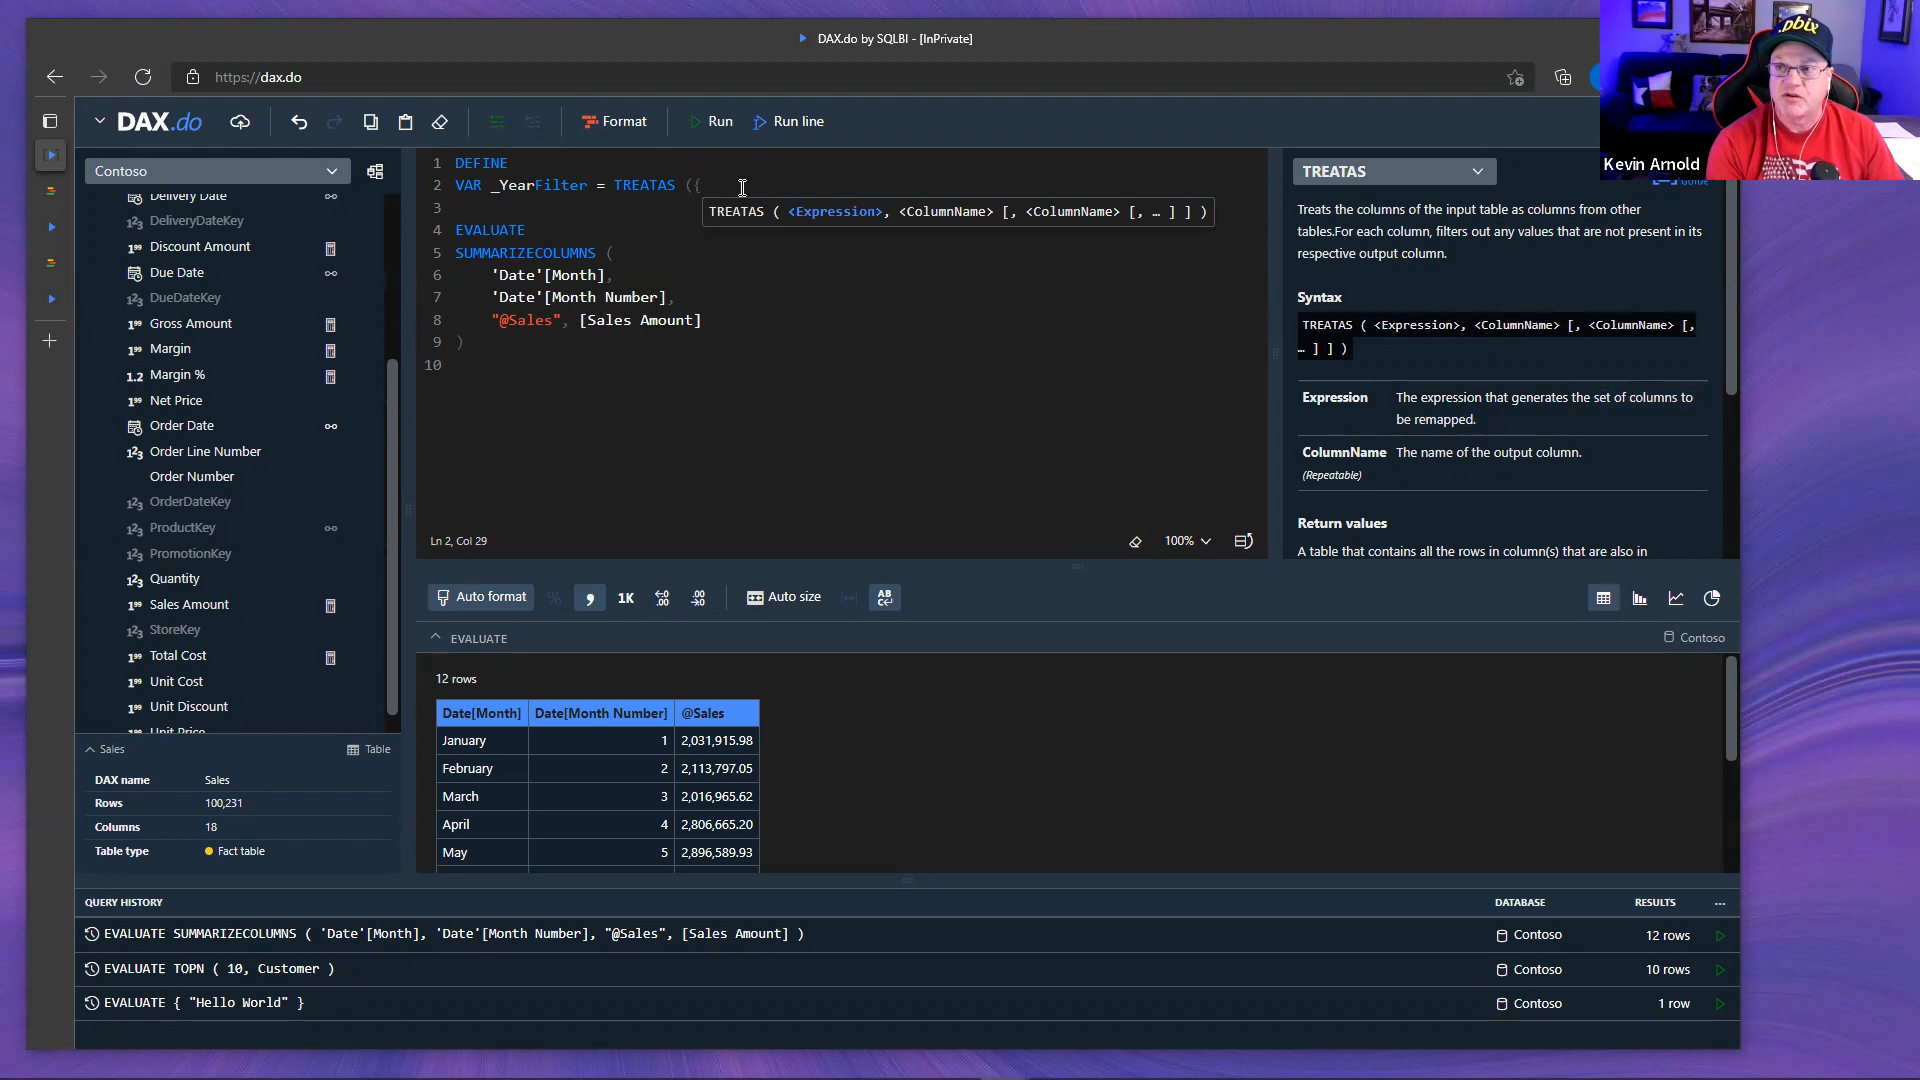 DAX.do by SQLBI - [InPrivate]
https://dax.do
.pbix
Kevin Arnold
DAX.do
Format
Run
Run line
Contoso
Delivery Date
DeliveryDateKey
Discount Amount
Due Date
DueDateKey
Gross Amount
Margin
1.2 Margin %
Net Price
Order Date
Order Line Number
Order Number
OrderDateKey
ProductKey
PromotionKey
Quantity
Sales Amount
StoreKey
Total Cost
Unit Cost
Unit Discount
Unit Price
Sales
Table
DAX name Sales
Rows 100,231
Columns 18
Table type Fact table
1 DEFINE
2 VAR _YearFilter = TREATAS ({
3
TREATAS ( <Expression>, <ColumnName> [, <ColumnName> [, … ] ] )
4 EVALUATE
5 SUMMARIZECOLUMNS (
6 'Date'[Month],
7 'Date'[Month Number],
8 "@Sales", [Sales Amount]
9 )
10
Ln 2, Col 29
100%
TREATAS
GUIDE
Treats the columns of the input table as columns from other
tables.For each column, filters out any values that are not present in its
respective output column.
Syntax
TREATAS ( <Expression>, <ColumnName> [, <ColumnName> [,
… ] ] )
Expression The expression that generates the set of columns to
be remapped.
ColumnName The name of the output column.
(Repeatable)
Return values
A table that contains all the rows in column(s) that are also in
Auto format
%
,
1K
Auto size
EVALUATE
Contoso
12 rows
Date[Month] Date[Month Number] @Sales
January 1 2,031,915.98
February 2 2,113,797.05
March 3 2,016,965.62
April 4 2,806,665.20
May 5 2,896,589.93
QUERY HISTORY DATABASE RESULTS ...
EVALUATE SUMMARIZECOLUMNS ( 'Date'[Month], 'Date'[Month Number], "@Sales", [Sales Amount] ) Contoso 12 rows
EVALUATE TOPN ( 10, Customer ) Contoso 10 rows
EVALUATE { "Hello World" } Contoso 1 row